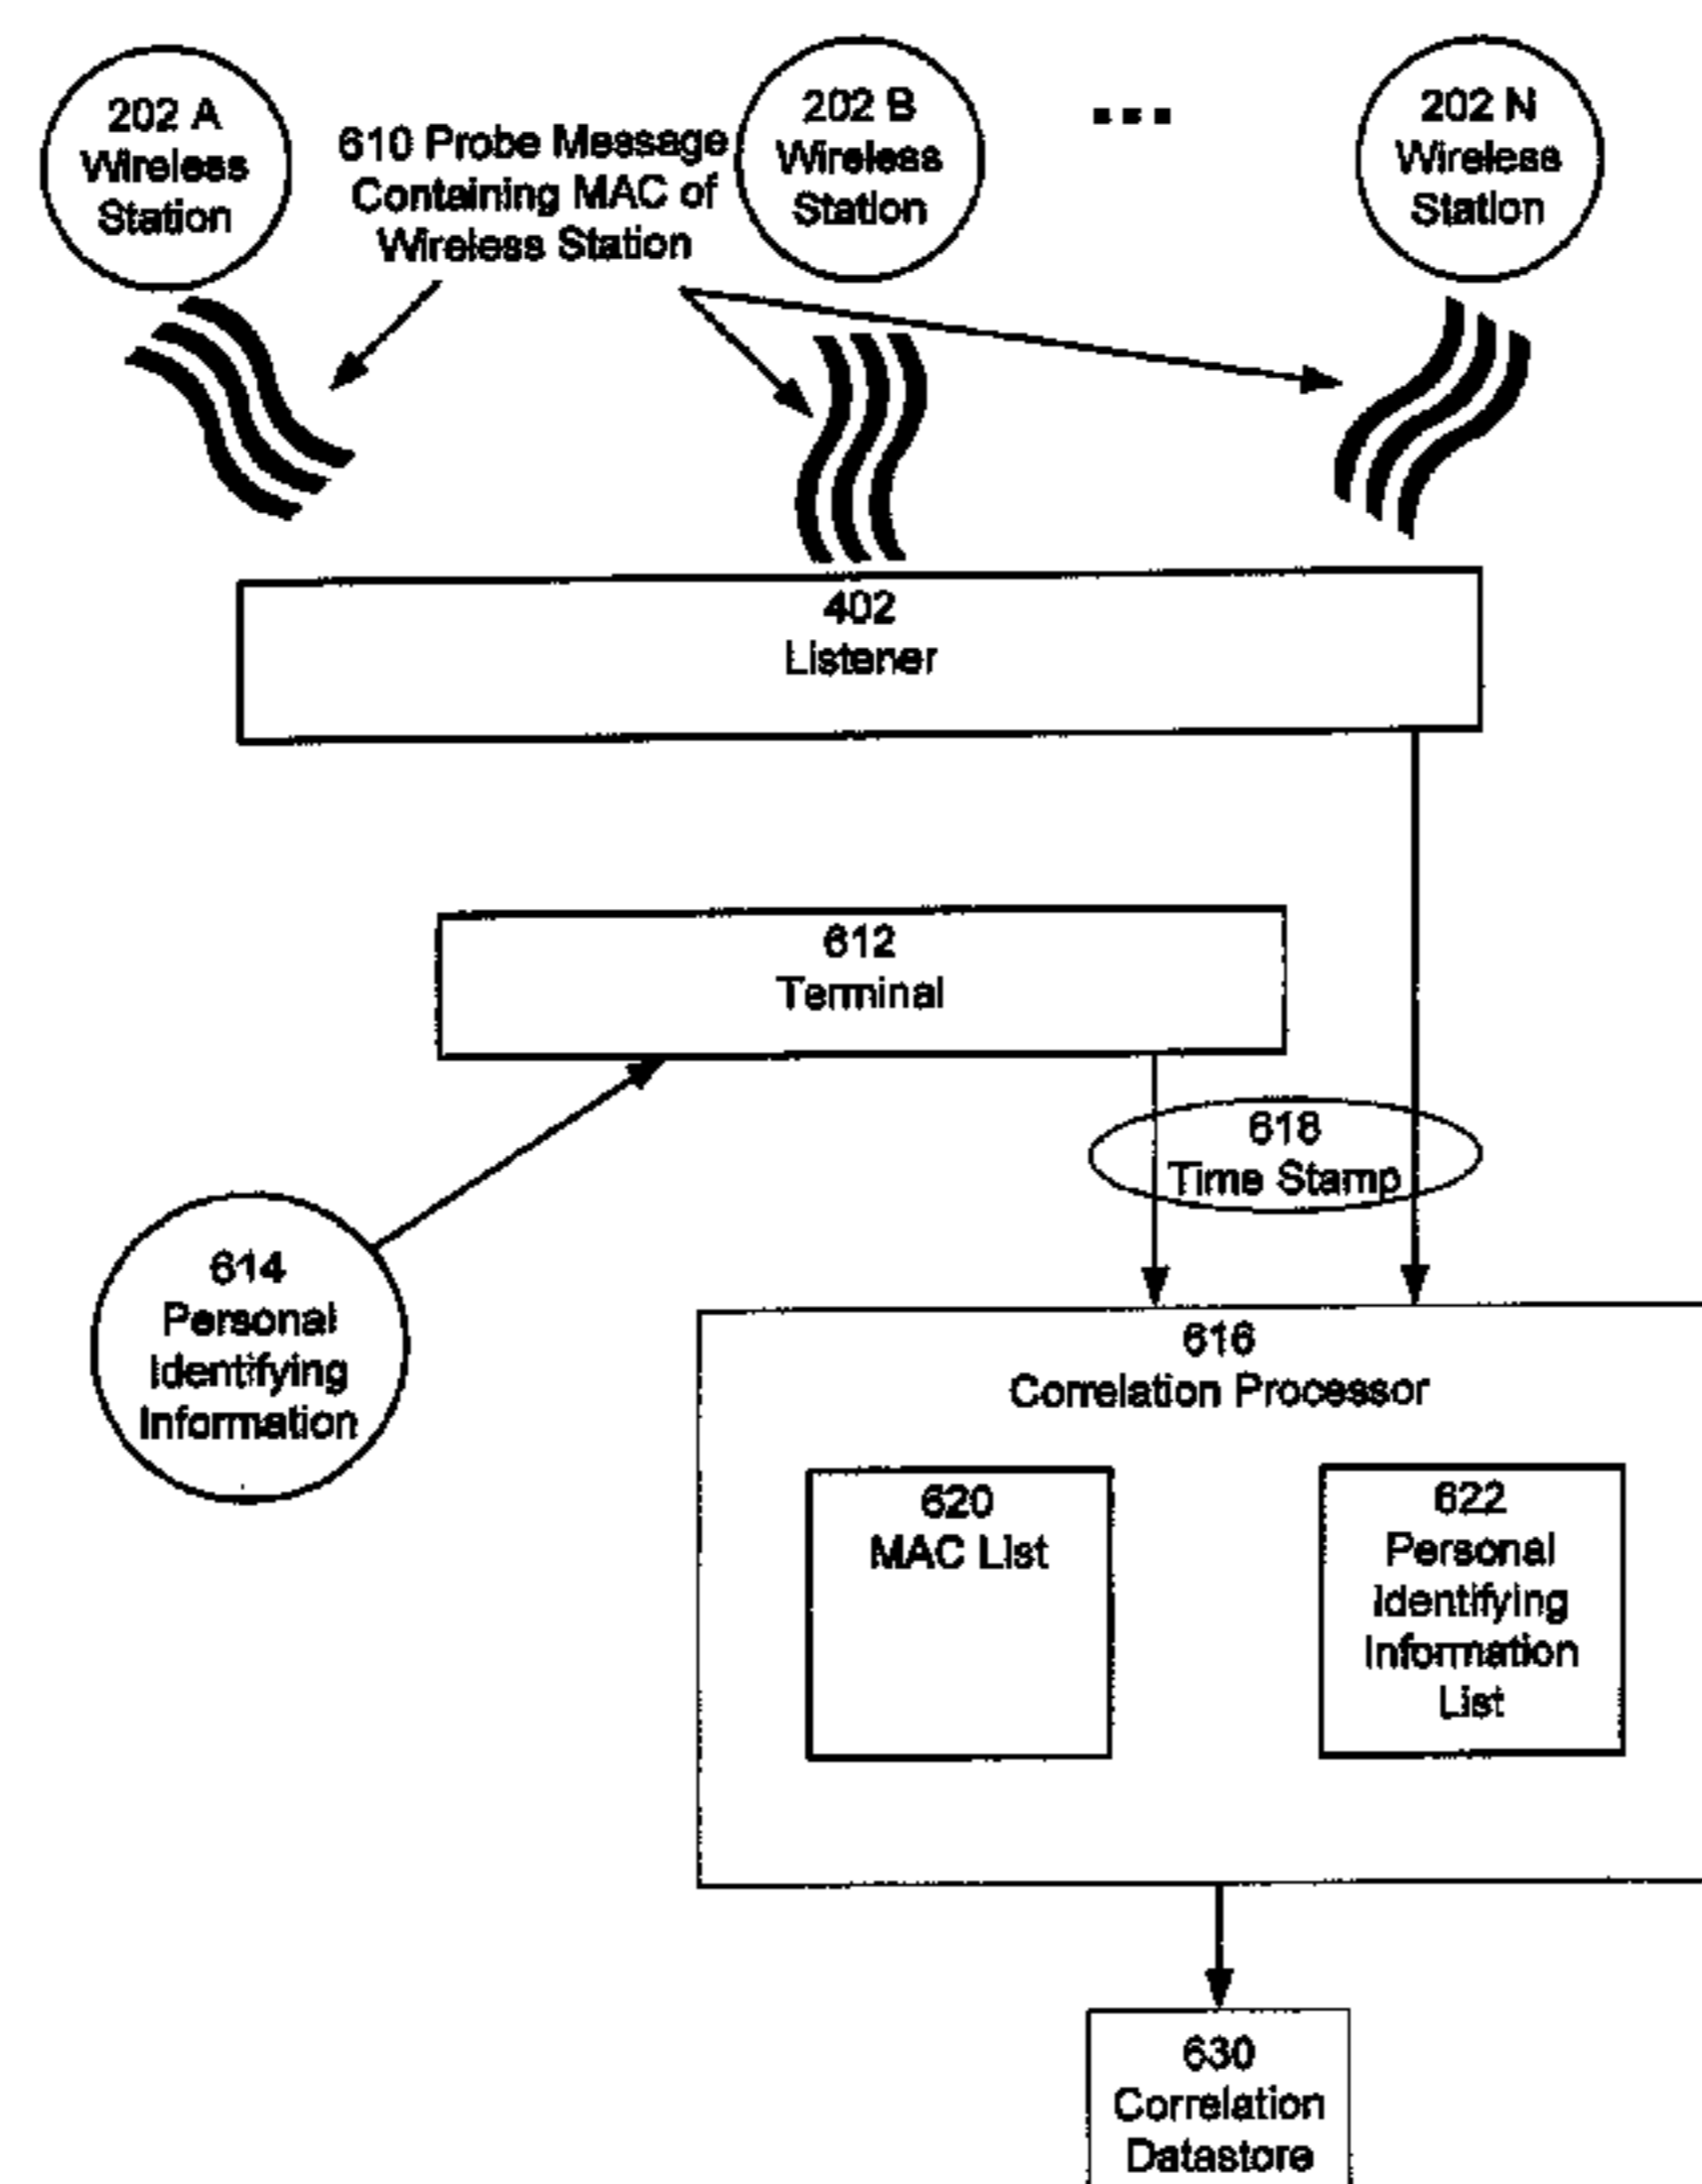 202 A
Wireless
Station
610 Probe Message
Containing MAC of
Wireless Station
202 B
Wireless
Station
...
202 N
Wireless
Station
402
Listener
612
Terminal
618
Time Stamp
614
Personal
Identifying
Information
616
Correlation Processor
620
MAC List
622
Personal
Identifying
Information
List
630
Correlation
Datastore